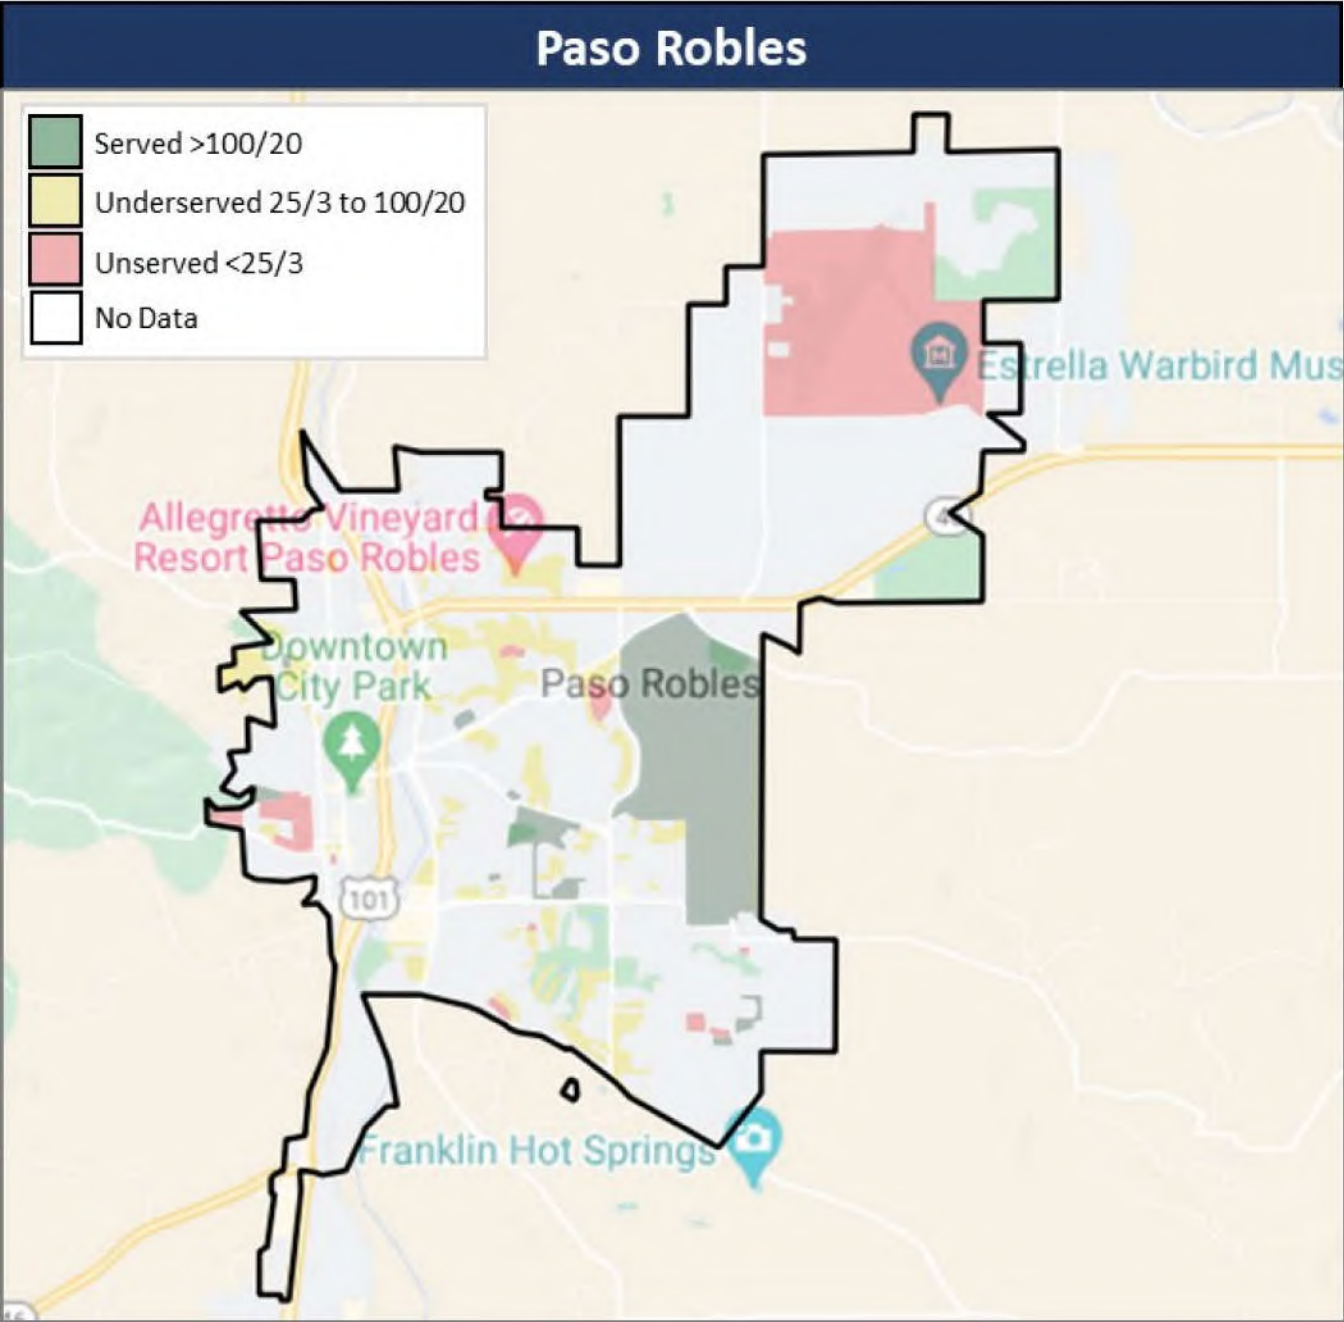 Paso Robles
Served >100/20
Underserved 25/3 to 100/20
Unserved <25/3
No Data
Estrella Warbird Mus
Allegretto Vineyard
Resort Paso Robles
Downtown
City Park
Paso Robles
101
Franklin Hot Springs